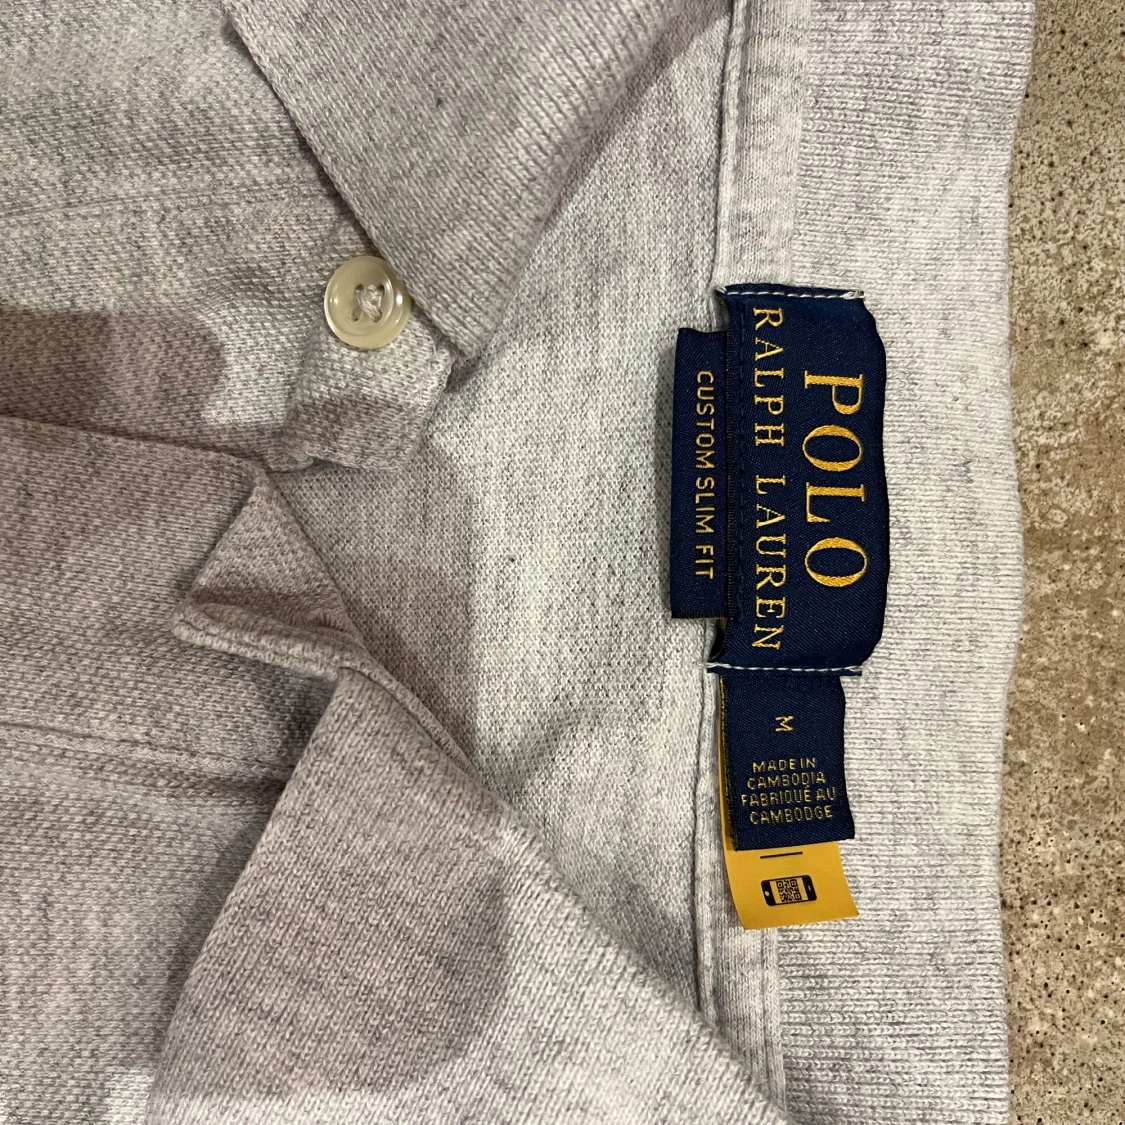 POLO
RALPH LAUREN
CUSTOM SLIM FIT
M
MADE IN
CAMBODIA
FABRIQUÉ AU
CAMBODGE